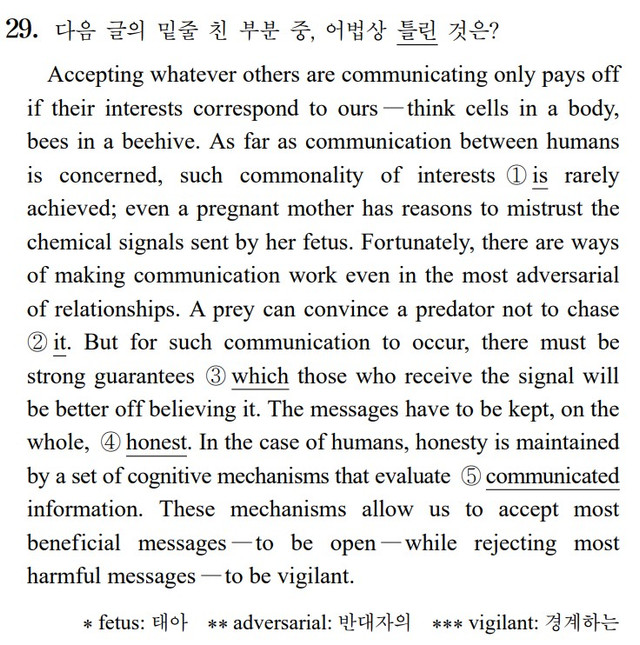 29. 다음 글의 밑줄 친 부분 중, 어법상 틀린 것은?
Accepting whatever others are communicating only pays off
if their interests correspond to ours—think cells in a body,
bees in a beehive. As far as communication between humans
is concerned, such commonality of interests ① is rarely
achieved; even a pregnant mother has reasons to mistrust the
chemical signals sent by her fetus. Fortunately, there are ways
of making communication work even in the most adversarial
of relationships. A prey can convince a predator not to chase
② it. But for such communication to occur, there must be
strong guarantees ③ which those who receive the signal will
be better off believing it. The messages have to be kept, on the
whole, ④ honest. In the case of humans, honesty is maintained
by a set of cognitive mechanisms that evaluate ⑤ communicated
information. These mechanisms allow us to accept most
beneficial messages—to be open—while rejecting most
harmful messages—to be vigilant.
* fetus: 태아 ** adversarial: 반대자의 *** vigilant: 경계하는